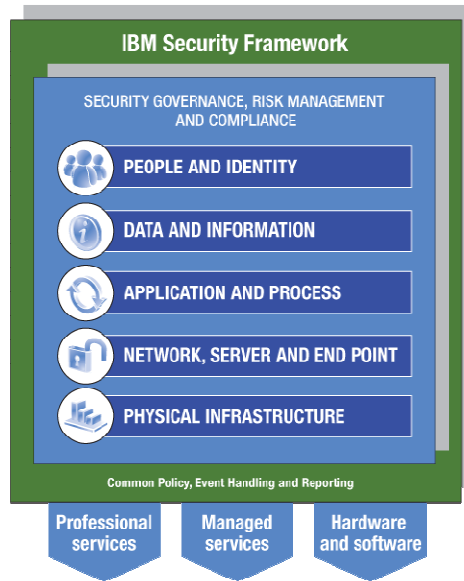 IBM Security Framework
SECURITY GOVERNANCE, RISK MANAGEMENT
AND COMPLIANCE
PEOPLE AND IDENTITY
DATA AND INFORMATION
APPLICATION AND PROCESS
NETWORK, SERVER AND END POINT
PHYSICAL INFRASTRUCTURE
Common Policy, Event Handling and Reporting
Professional
services
Managed
services
Hardware
and software